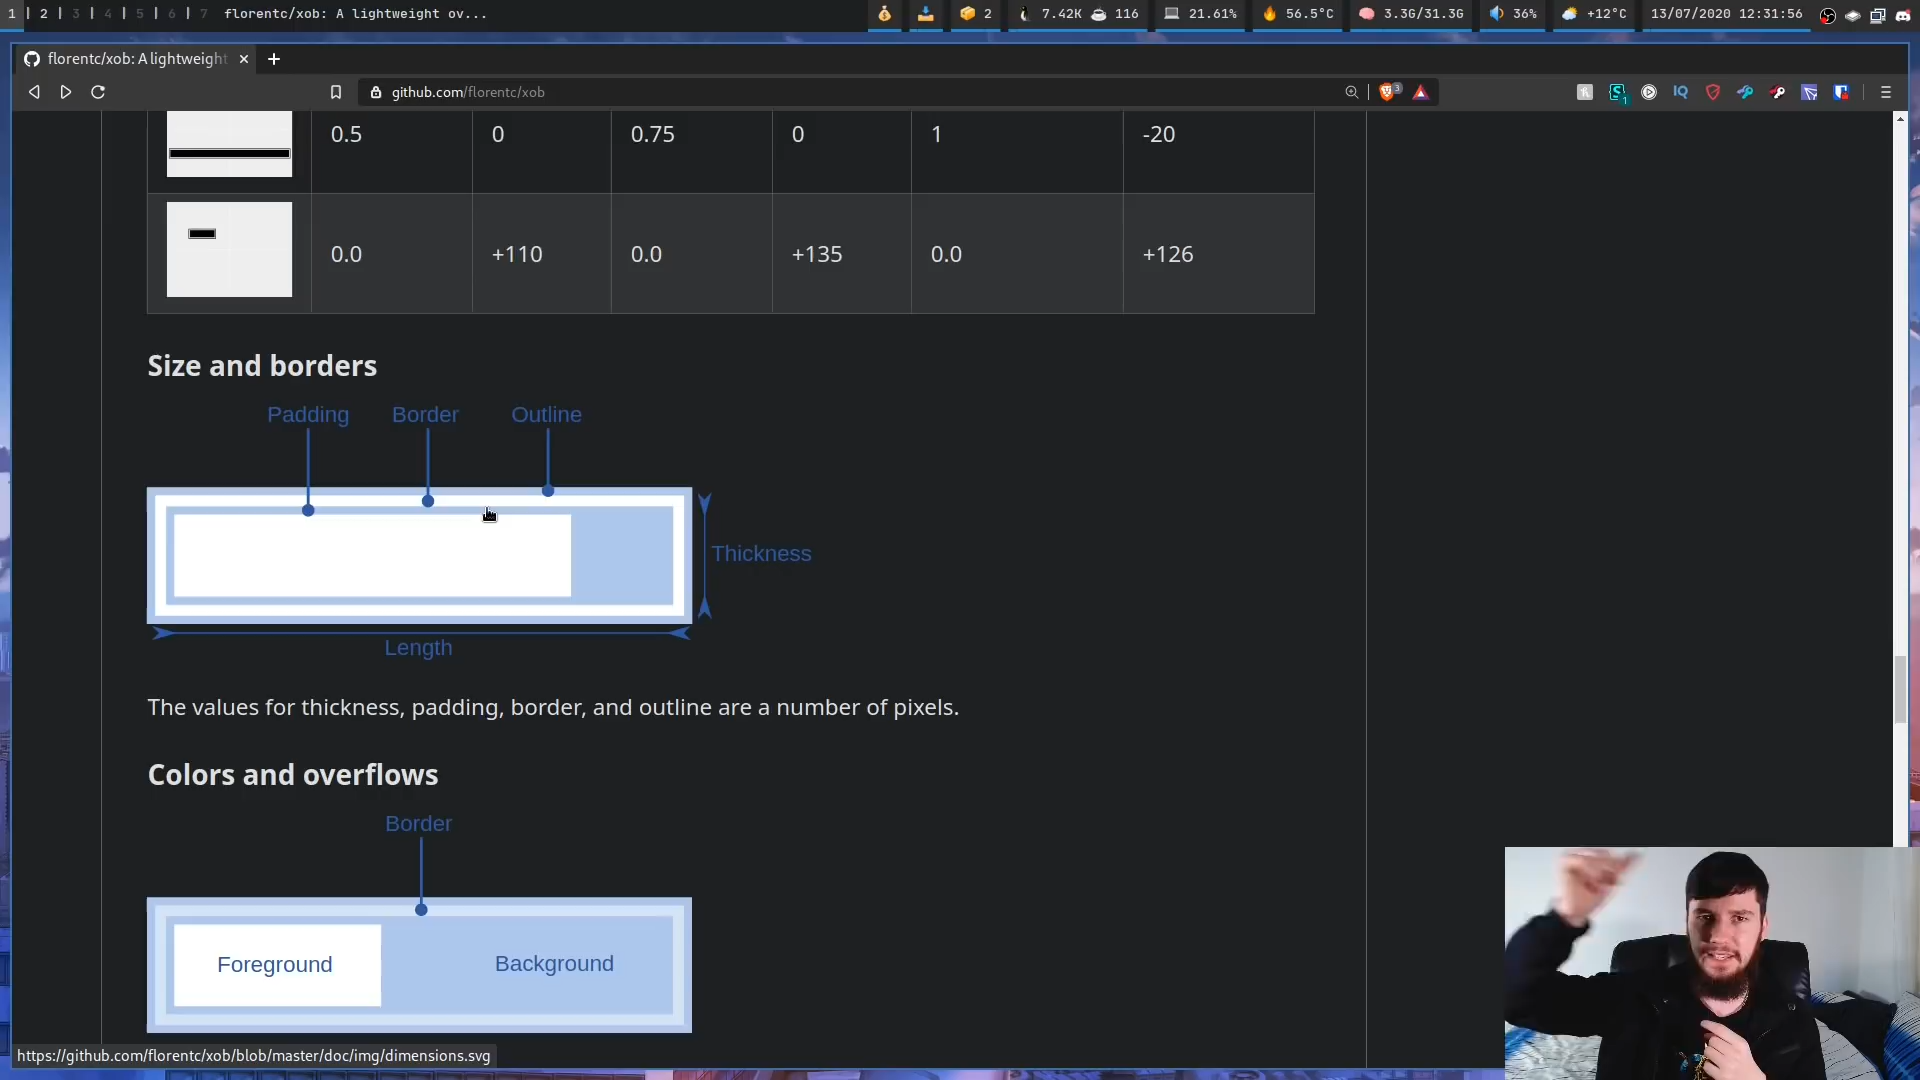 1 | 2 | 3 | 4 | 5 | 6 | 7 florentc/xob: A lightweight ov... 2 7.42K 116 21.61% 56.5°C 3.3G/31.3G 36% +12°C 13/07/2020 12:31:56
florentc/xob: A lightweight
github.com/florentc/xob 3 1 IQ
0.5 0 0.75 0 1 -20
0.0 +110 0.0 +135 0.0 +126
Size and borders
Padding Border Outline
Thickness
Length
The values for thickness, padding, border, and outline are a number of pixels.
Colors and overflows
Border
Foreground Background
https://github.com/florentc/xob/blob/master/doc/img/dimensions.svg